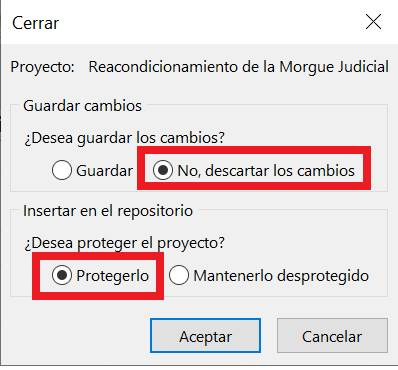 Cerrar
Proyecto: Reacondicionamiento de la Morgue Judicial
Guardar cambios
¿Desea guardar los cambios?
Guardar No, descartar los cambios
Insertar en el repositorio
¿Desea proteger el proyecto?
Protegerlo Mantenerlo desprotegido
Aceptar Cancelar